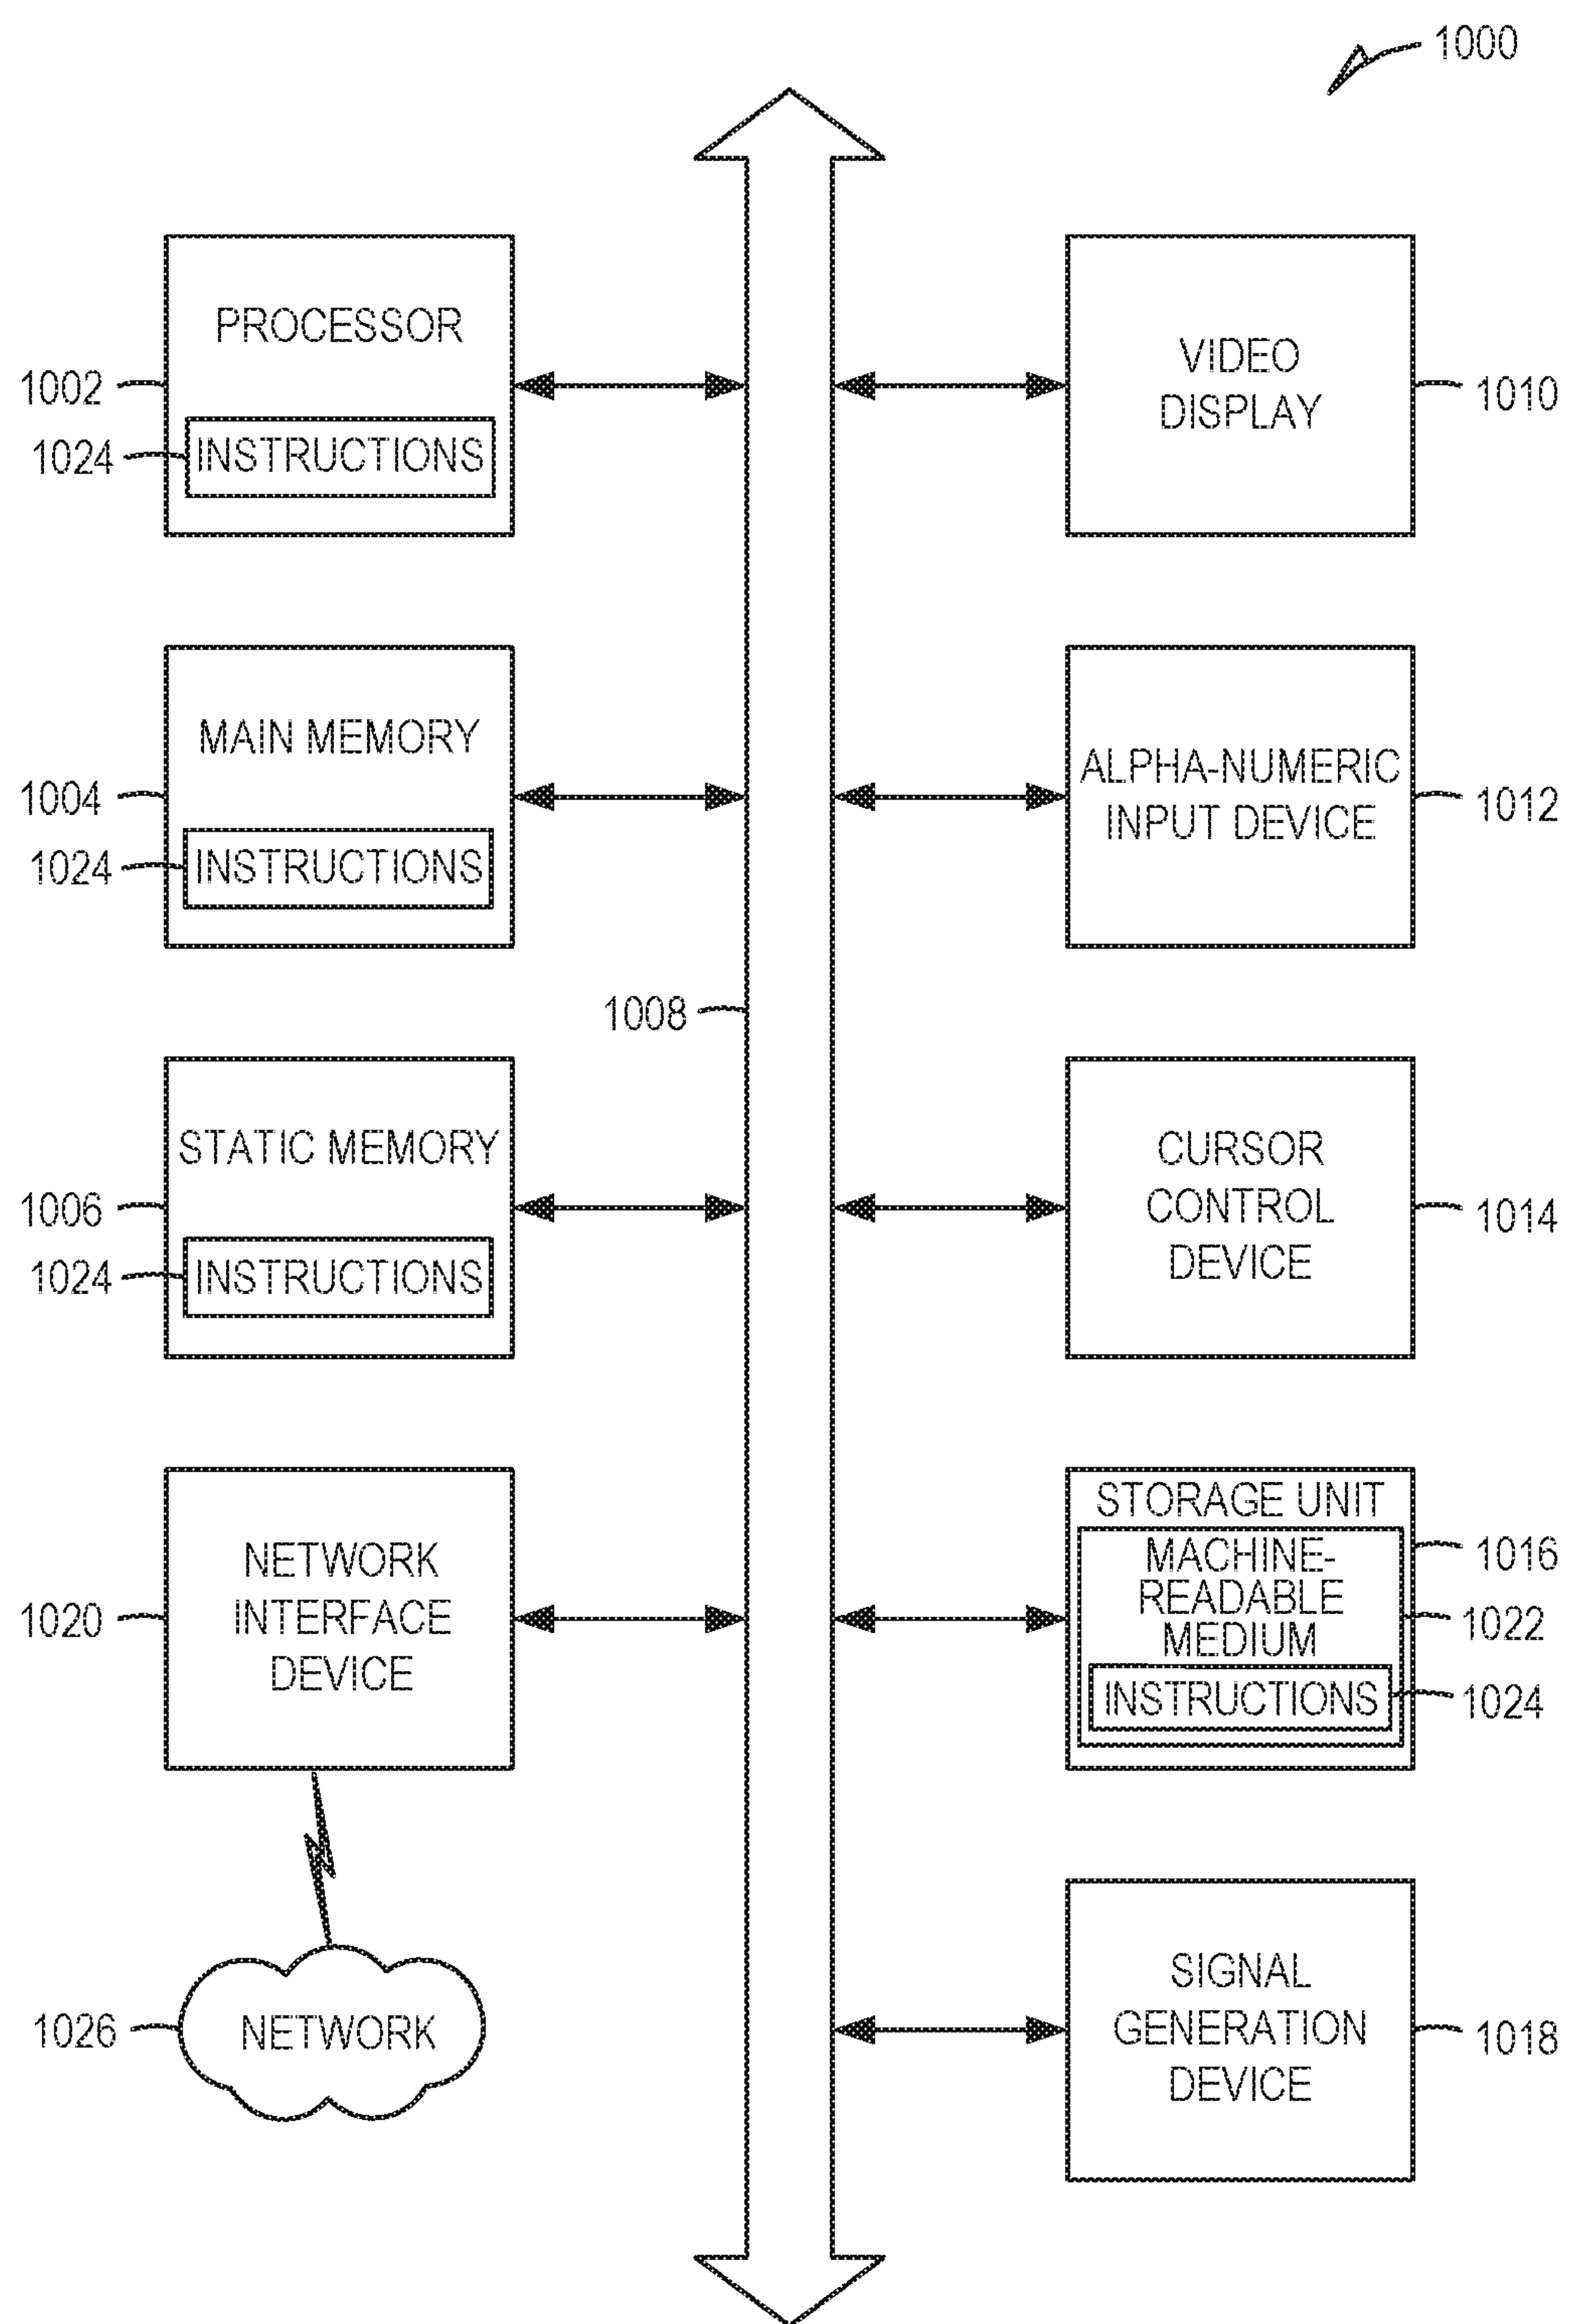 1000
PROCESSOR
1002
1024
INSTRUCTIONS
VIDEO
DISPLAY
1010
MAIN MEMORY
1004
1024
INSTRUCTIONS
ALPHA-NUMERIC
INPUT DEVICE
1012
1008
STATIC MEMORY
1006
1024
INSTRUCTIONS
CURSOR
CONTROL
DEVICE
1014
NETWORK
INTERFACE
DEVICE
1020
STORAGE UNIT
MACHINE-
READABLE
MEDIUM
INSTRUCTIONS
1016
1022
1024
NETWORK
1026
SIGNAL
GENERATION
DEVICE
1018